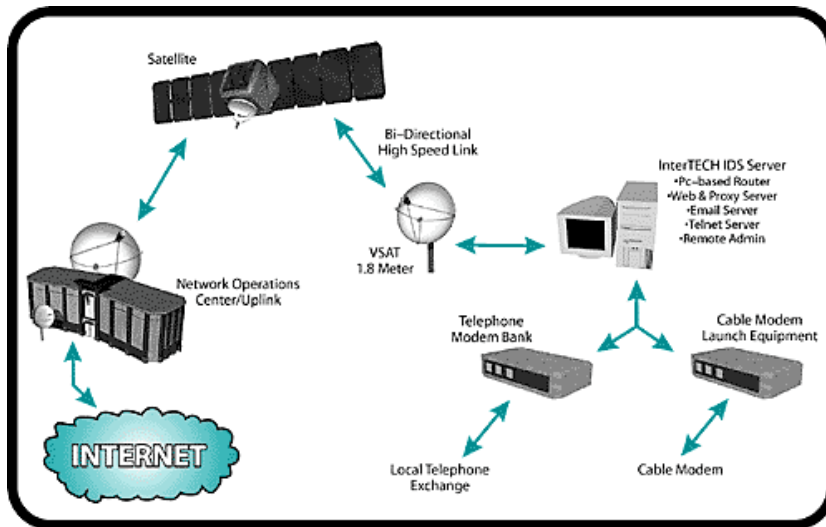 Satellite
Bi-Directional
High Speed Link
InterTECH IDS Server
•Pc-based Router
•Web & Proxy Server
•Email Server
•Telnet Server
•Remote Admin
VSAT
1.8 Meter
Network Operations
Center/Uplink
Telephone
Modem Bank
Cable Modem
Launch Equipment
INTERNET
Local Telephone
Exchange
Cable Modem